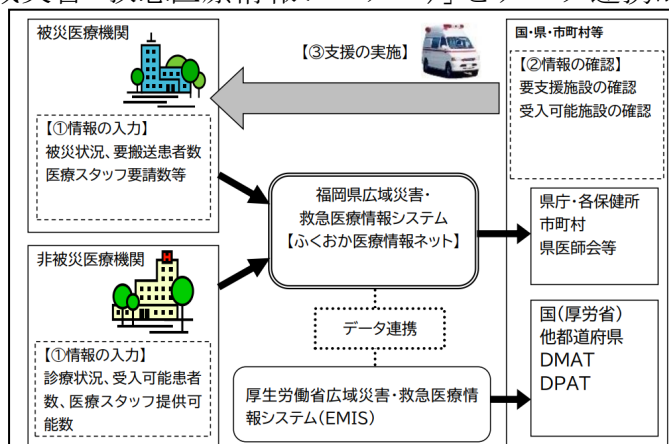 被災医療機関
【①情報の入力】
被災状況、要搬送患者数
医療スタッフ要請数等
【③支援の実施】
国・県・市町村等
【②情報の確認】
要支援施設の確認
受入可能施設の確認
福岡県広域災害・
救急医療情報システム
【ふくおか医療情報ネット】
県庁・各保健所
市町村
県医師会等
非被災医療機関
H
【①情報の入力】
診療状況、受入可能患者
数、医療スタッフ提供可
能数
データ連携
国(厚労省)
他都道府県
DMAT
DPAT
厚生労働省広域災害・救急医療情
報システム(EMIS)